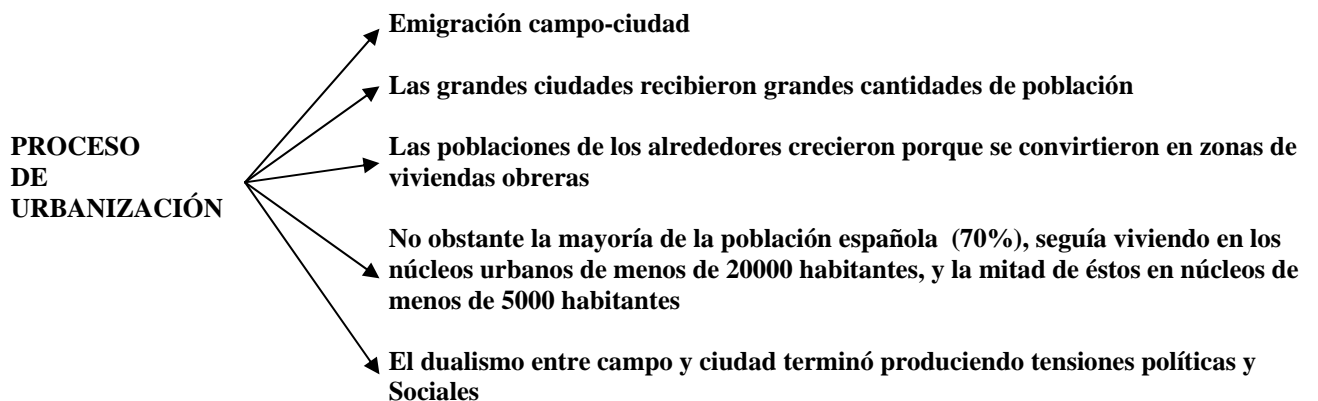 PROCESO
DE
URBANIZACIÓN
Emigración campo-ciudad
Las grandes ciudades recibieron grandes cantidades de población
Las poblaciones de los alrededores crecieron porque se convirtieron en zonas de
viviendas obreras
No obstante la mayoría de la población española (70%), seguía viviendo en los
núcleos urbanos de menos de 20000 habitantes, y la mitad de éstos en núcleos de
menos de 5000 habitantes
El dualismo entre campo y ciudad terminó produciendo tensiones políticas y
Sociales